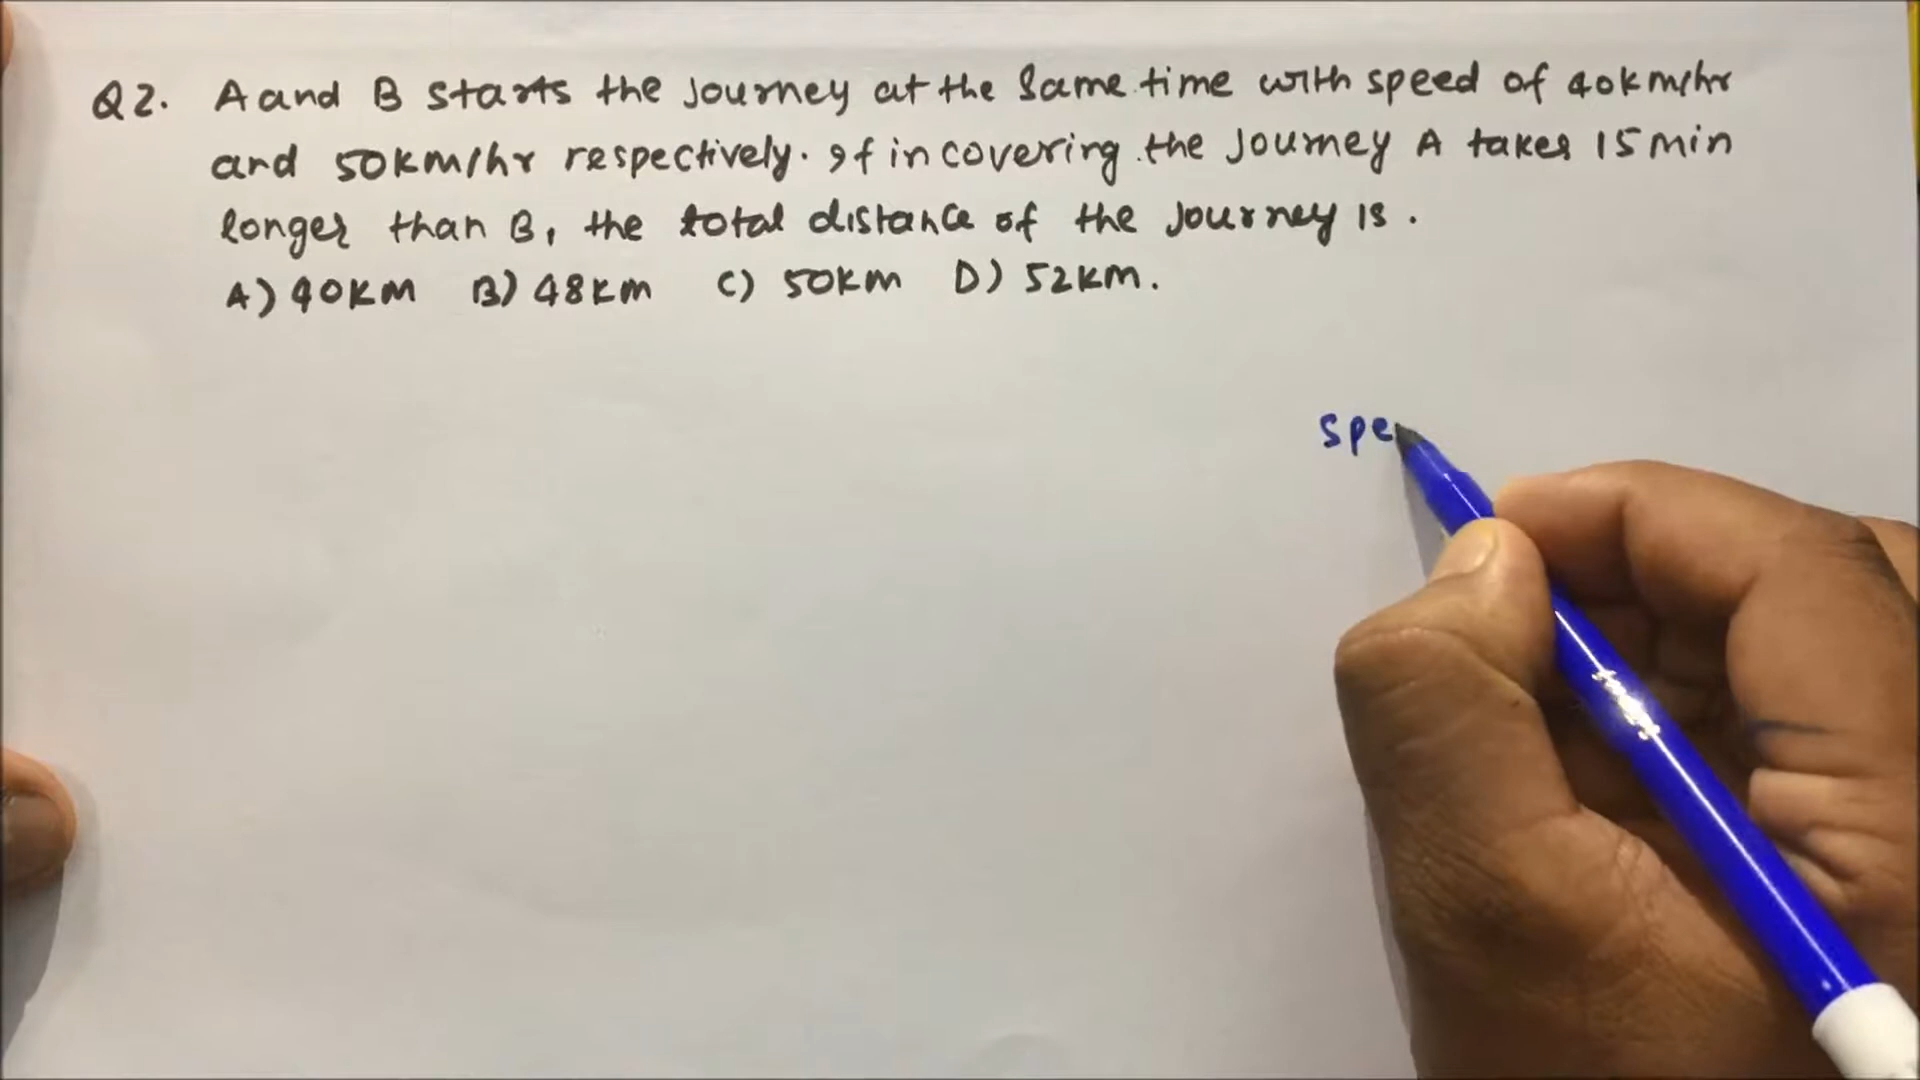 Q2. A and B starts the Journey at the Same time with speed of 40km/hr
and 50km/hr respectively. If in covering the Journey A takes 15 min
longer than B, the total distance of the Journey is.
A) 40KM B) 48KM C) 50KM D) 52KM.
spe